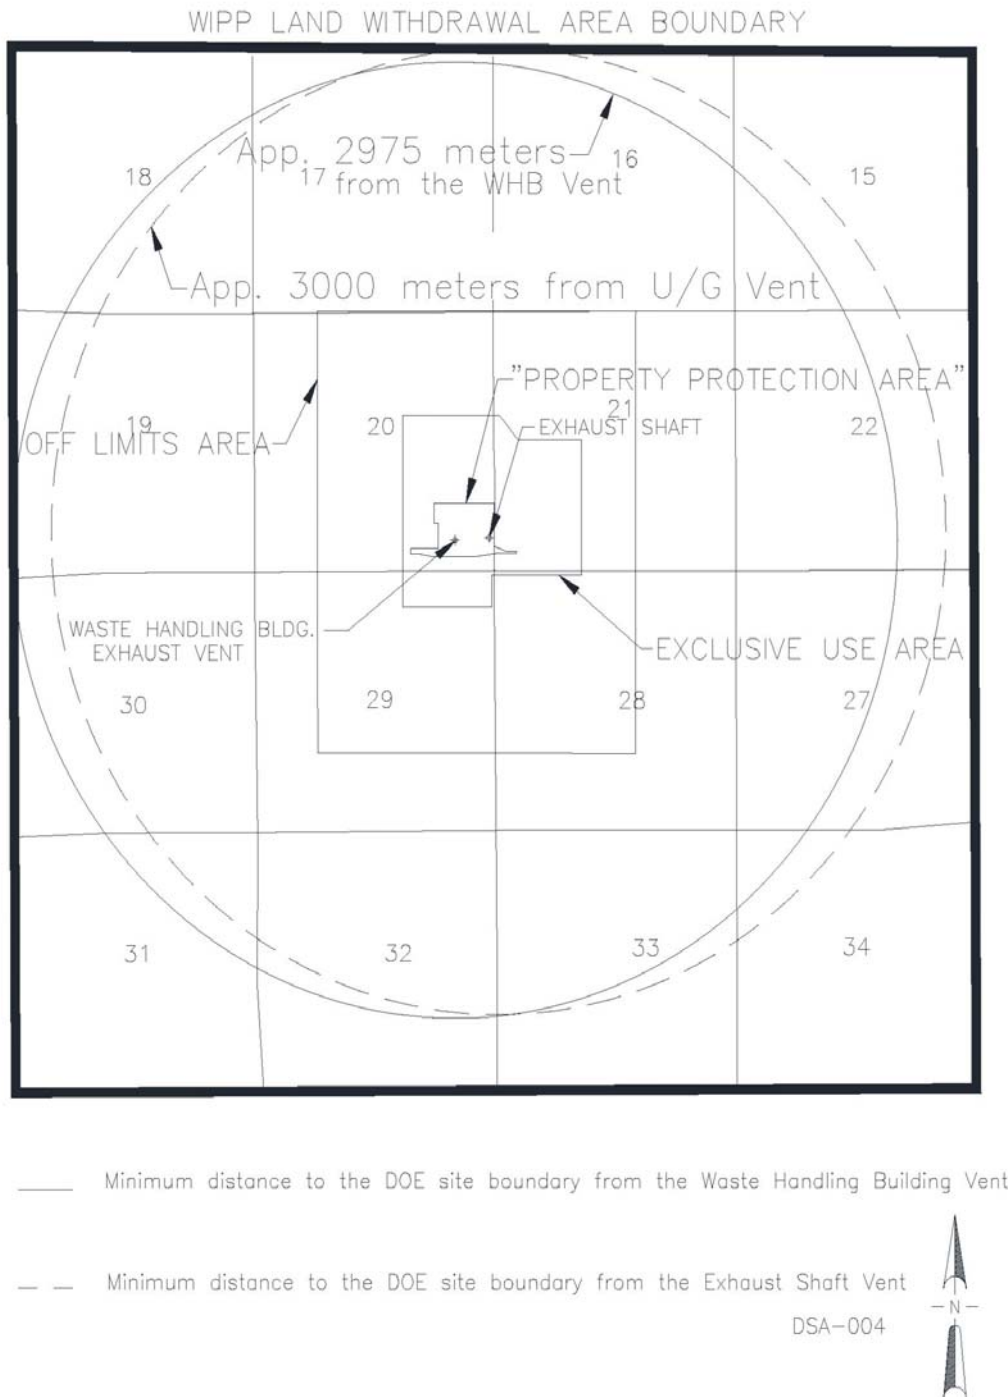 WIPP LAND WITHDRAWAL AREA BOUNDARY
App. 2975 meters
from the WHB Vent
18
17
16
15
App. 3000 meters from U/G Vent
"PROPERTY PROTECTION AREA"
19
20
21
22
EXHAUST SHAFT
OFF LIMITS AREA
WASTE HANDLING BLDG.
EXHAUST VENT
EXCLUSIVE USE AREA
30
29
28
27
31
32
33
34
Minimum distance to the DOE site boundary from the Waste Handling Building Vent
Minimum distance to the DOE site boundary from the Exhaust Shaft Vent
N
DSA-004